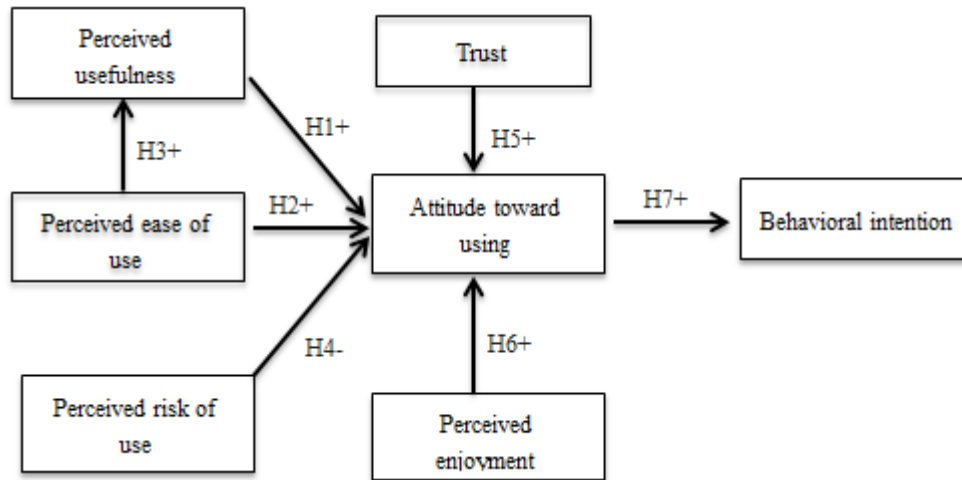 Perceived
usefulness
Trust
H1+
H5+
H3+
Perceived ease of
use
H2+
Attitude toward
using
H7+
Behavioral intention
H4-
H6+
Perceived risk of
use
Perceived
enjoyment